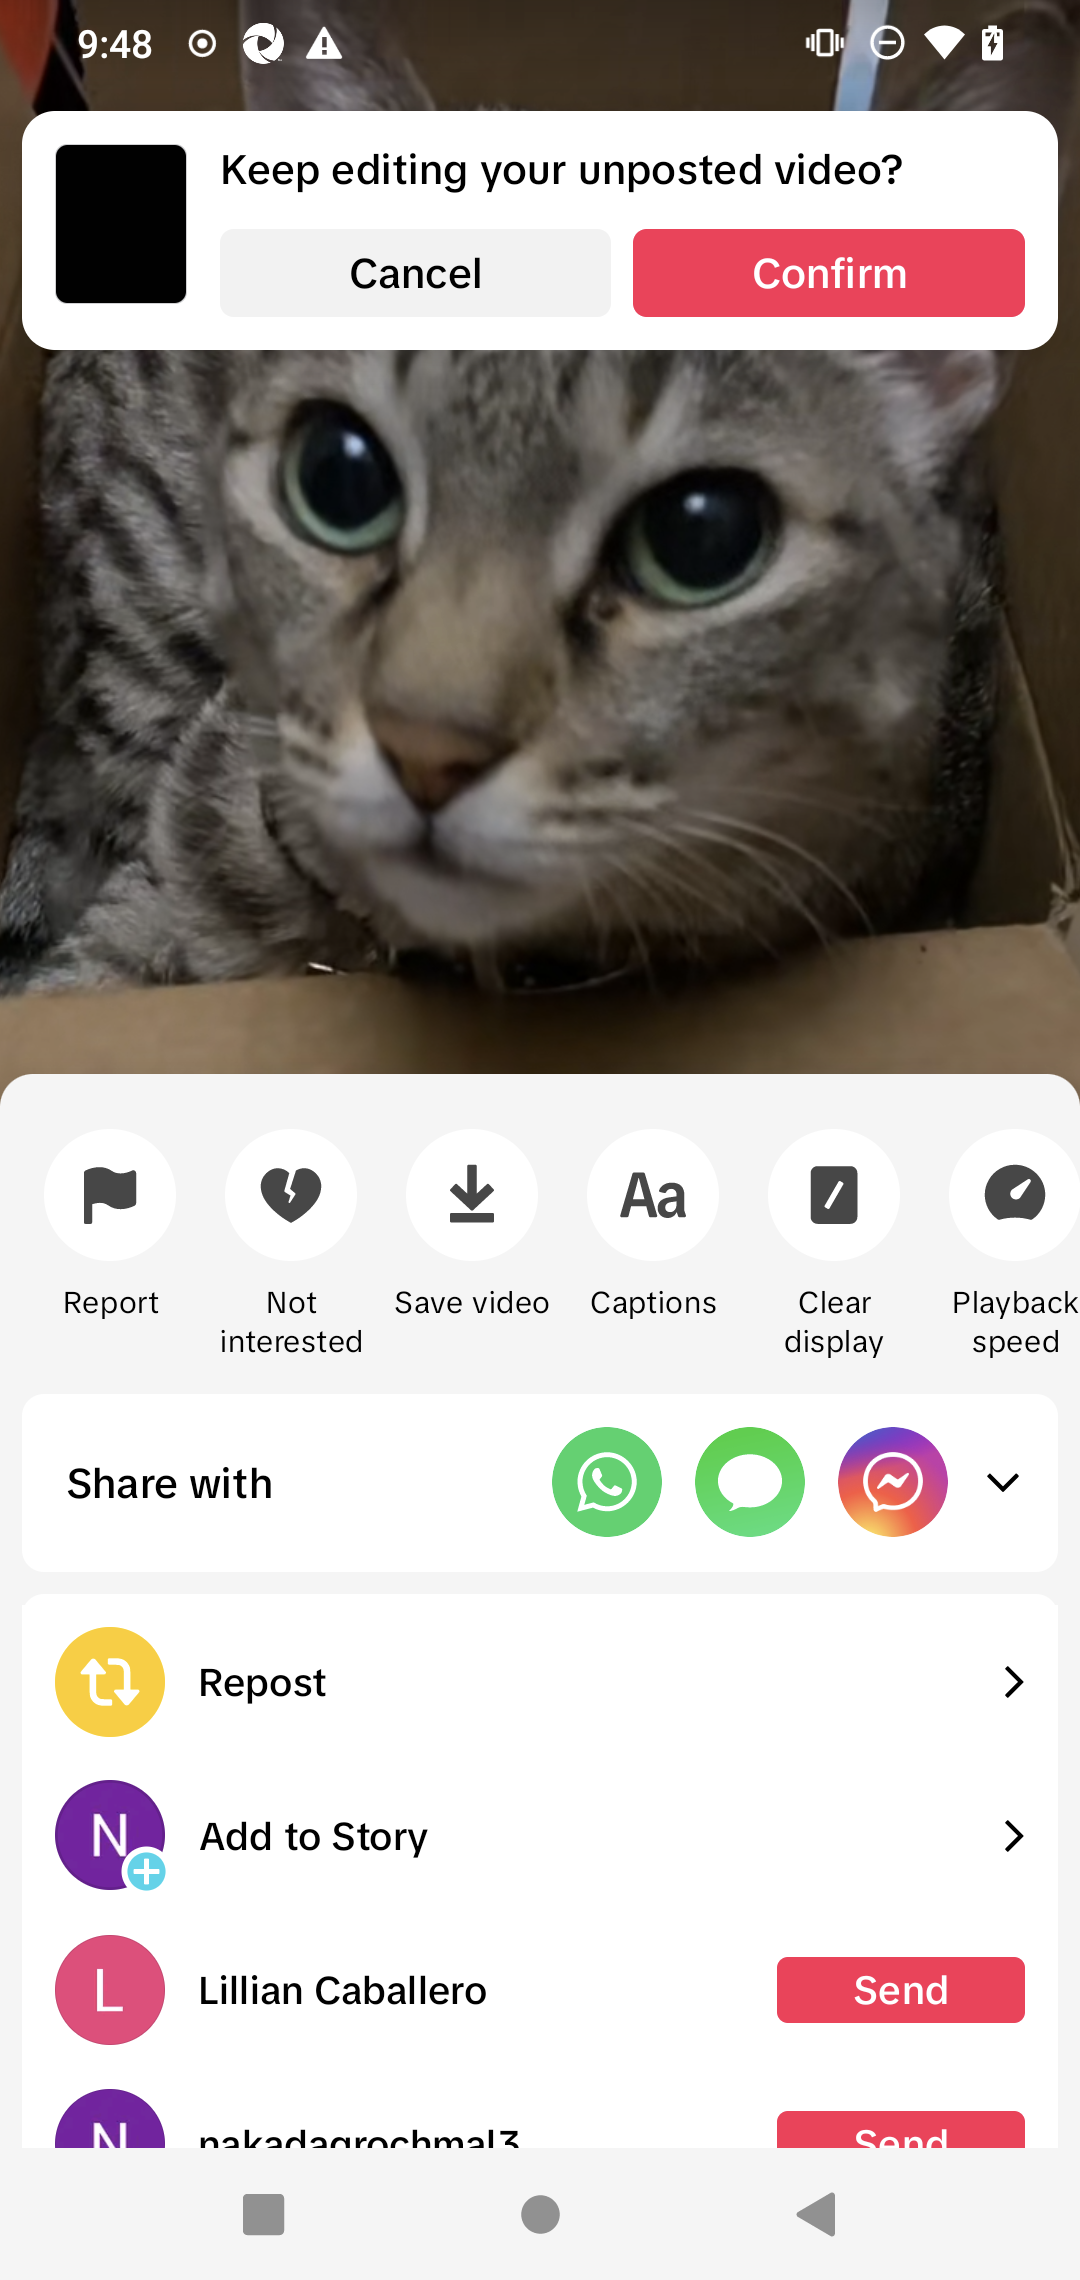 9:48
Keep editing your unposted video?
Cancel
Confirm
Aa
Report
Not
interested
Save video
Captions
Clear
display
Playback
speed
Share with
Repost
N
Add to Story
L
Lillian Caballero
Send
N
nakadagrochmal3
Send